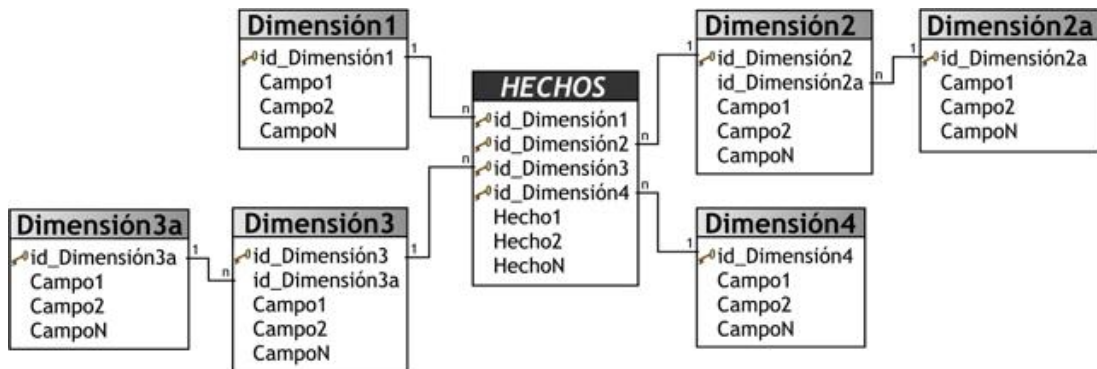 Dimensión1
id_Dimensión1
Campo1
Campo2
CampoN
1
n
HECHOS
id_Dimensión1
id_Dimensión2
id_Dimensión3
id_Dimensión4
Hecho1
Hecho2
HechoN
n
n
n
Dimensión2
id_Dimensión2
id_Dimensión2a
Campo1
Campo2
CampoN
1
n
Dimensión2a
id_Dimensión2a
Campo1
Campo2
CampoN
1
Dimensión3a
id_Dimensión3a
Campo1
Campo2
CampoN
1
n
Dimensión3
id_Dimensión3
id_Dimensión3a
Campo1
Campo2
CampoN
1
Dimensión4
id_Dimensión4
Campo1
Campo2
CampoN
1